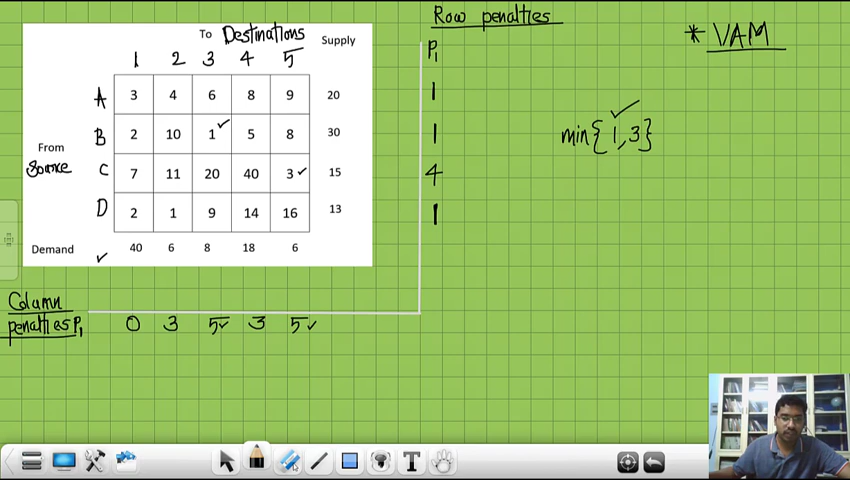 Row penalties
* VAM
To Destinations Supply
P1
1 2 3 4 5
A 3 4 6 8 9 20 1
From B 2 10 1 5 8 30 1 min{1,3}
Source C 7 11 20 40 3 15 4
D 2 1 9 14 16 13 1
Demand 40 6 8 18 6
Column
penalties P1 0 3 5 3 5
T